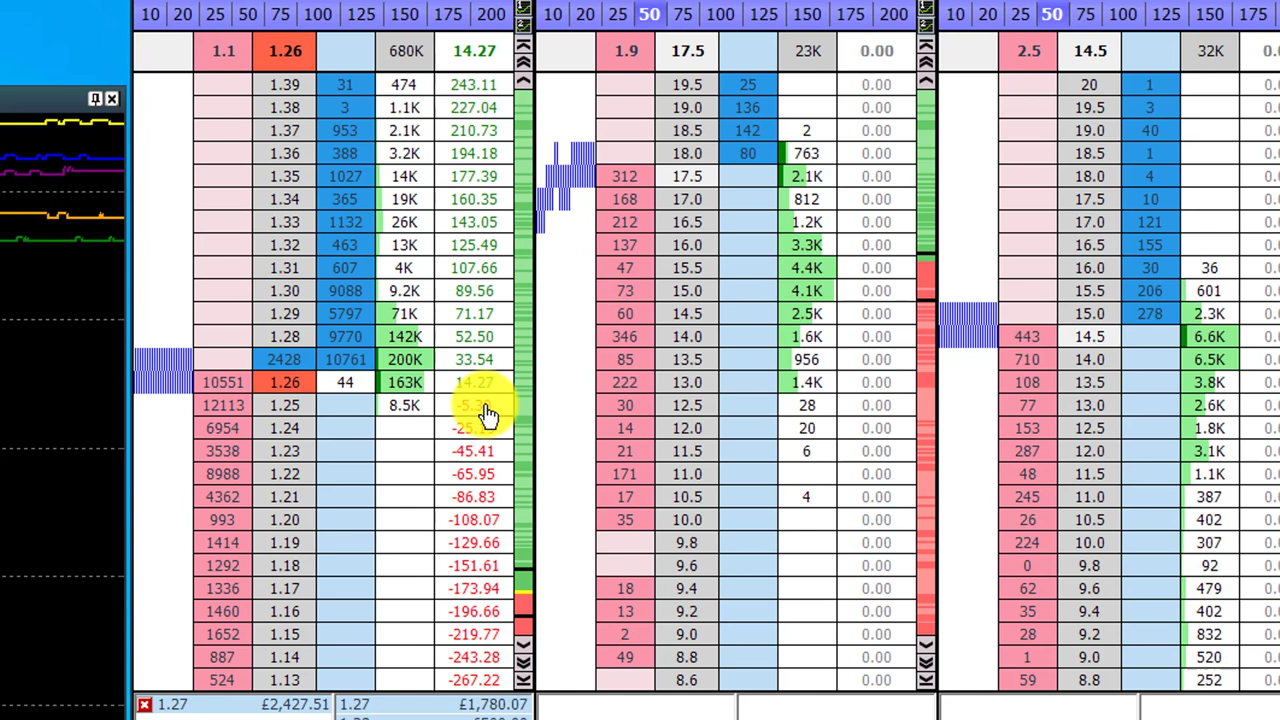 10 20 25 50 100 125 150 175 200 1 2 10 20 25 50 75 100 125 150 175 200 10 20 25 50 75 100 125 150 175
1.1 1.26 680K 14.27 1.9 17.5 23K 0.00 2.5 14.5 32K
Д 1.39 31 474 243.11 19.5 25 0.00 20 1
1.38 3 1.1K 227.04 19.0 136 0.00 19.5 3
1.37 953 2.1K 210.73 18.5 142 2 0.00 19.0 40
1.36 388 3.2K 194.18 18.0 80 763 0.00 18.5 1
1.35 1027 14K 177.39 312 17.5 2.1K 0.00 18.0 4
1.34 365 19K 160.35 168 17.0 812 0.00 17.5 10
1.33 1132 26K 143.05 212 16.5 1.2K 0.00 17.0 121
1.32 463 13K 125.49 137 16.0 3.3K 0.00 16.5 155
1.31 607 4K 107.66 47 15.5 4.4K 0.00 16.0 30 36
1.30 9088 9.2K 89.56 73 15.0 4.1K 0.00 15.5 206 601
1.29 5797 71K 71.17 60 14.5 2.5K 0.00 15.0 278 2.3K
1.28 9770 142K 52.50 346 14.0 1.6K 0.00 443 14.5 6.6K
2428 10761 200K 33.54 85 13.5 956 0.00 710 14.0 6.5K
10551 1.26 44 163K 14.27 222 13.0 1.4K 0.00 108 13.5 3.8K
12113 1.25 8.5K 30 12.5 28 0.00 77 13.0 2.6K
6954 1.24 14 12.0 20 0.00 153 12.5 1.8K
3538 1.23 -45.41 21 11.5 6 0.00 287 12.0 3.1K
8988 1.22 -65.95 171 11.0 0.00 48 11.5 1.1K
4362 1.21 -86.83 17 10.5 4 0.00 245 11.0 387
993 1.20 -108.07 35 10.0 0.00 26 10.5 402
1414 1.19 -129.66 9.8 0.00 224 10.0 307
1292 1.18 -151.61 9.6 0.00 0 9.8 92
1336 1.17 -173.94 18 9.4 0.00 62 9.6 479
1460 1.16 -196.66 13 9.2 0.00 35 9.4 402
1652 1.15 -219.77 2 9.0 0.00 28 9.2 832
887 1.14 -243.28 49 8.8 0.00 1 9.0 520
524 1.13 -267.22 8.6 0.00 59 8.8 252
1.27 £2,427.51 1.27 £1,780.07